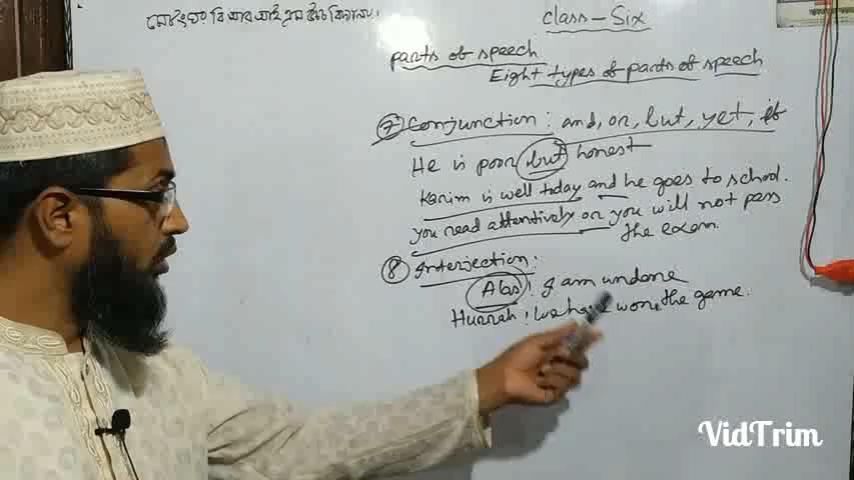 class - Six
parts of speech
Eight types of parts of speech
7 Conjunction: and, or, but, yet, if
He is poor but honest
Karim is well today and he goes to school.
you read attentively or you will not pass
the exam.
8 Interjection:
Alas! I am undone
Hurrah! We have won the game.
VidTrim